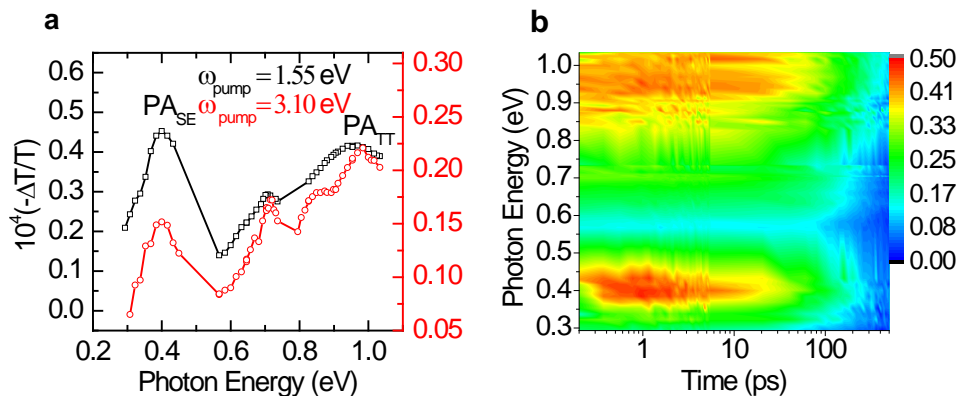 a
b
ω_pump = 1.55 eV
ω_pump = 3.10 eV
PA_SE
PA_TT
10⁴(-ΔT/T)
0.6
0.5
0.4
0.3
0.2
0.1
0.0
0.30
0.25
0.20
0.15
0.10
0.05
0.2 0.4 0.6 0.8 1.0
Photon Energy (eV)
Photon Energy (eV)
1.0
0.9
0.8
0.7
0.6
0.5
0.4
0.3
1 10 100
Time (ps)
0.50
0.41
0.33
0.25
0.17
0.08
0.00